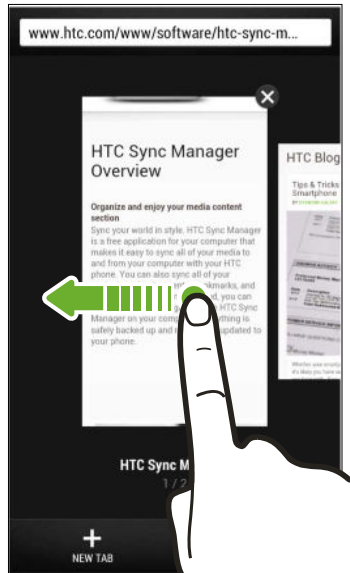 www.htc.com/www/software/htc-sync-m...
HTC Sync Manager
Overview
Organize and enjoy your media content
section
Sync your world in style. HTC Sync Manager
is a free application for your computer that
makes it easy to sync all of your media to
and from your computer with your HTC
phone. You can also sync all of your
bookmarks, and
you can
HTC Sync
Manager on your
safely backed up and updated to
your phone.
HTC Blog
Tips & Tricks
Smartphone
HTC Sync M
1 / 2
NEW TAB